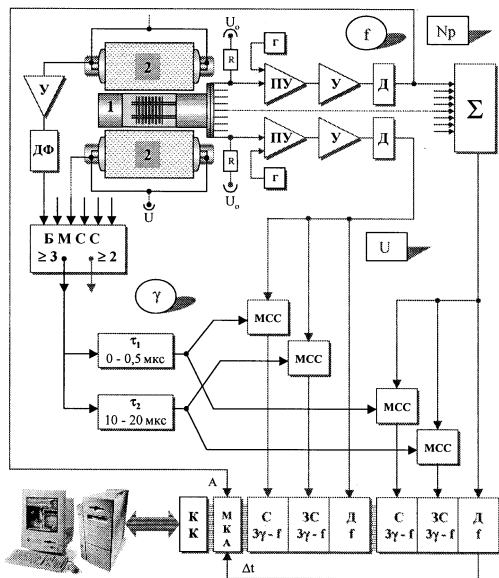 U₀
Г
f
Np
У
2
R
ПУ
У
Д
1
Σ
ДФ
2
R
ПУ
У
Д
Г
U
U₀
Б М С С
≥ 3
≥ 2
U
γ
МСС
τ₁
0 - 0,5 мкс
МСС
τ₂
10 - 20 мкс
МСС
МСС
А
К К
М К А
С 3γ - f
ЗС 3γ - f
Д f
С 3γ - f
ЗС 3γ - f
Д f
Δt